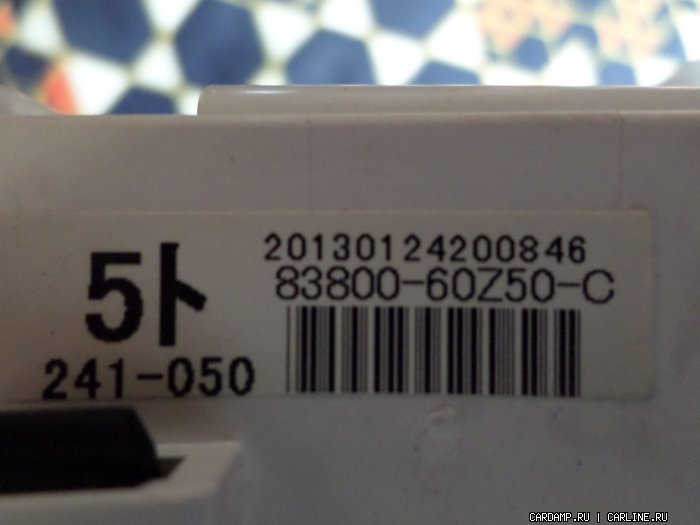 20130124200846
83800-60Z50-C
5ト
241-050
CARDAMP.RU | CARLINE.RU